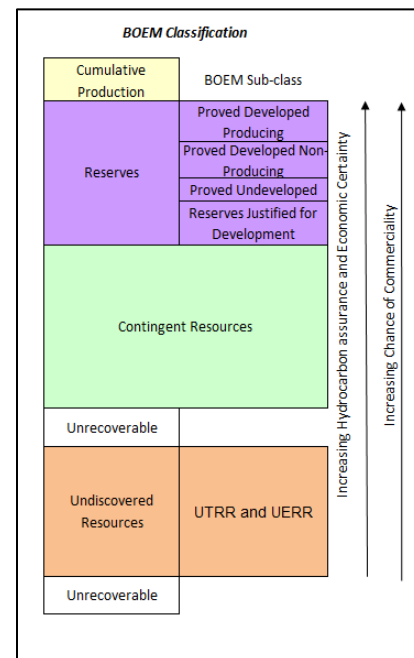 BOEM Classification
Cumulative
Production
BOEM Sub-class
Reserves
Proved Developed
Producing
Proved Developed Non-
Producing
Proved Undeveloped
Reserves Justified for
Development
Contingent Resources
Unrecoverable
Undiscovered
Resources
UTRR and UERR
Unrecoverable
Increasing Hydrocarbon assurance and Economic Certainty
Increasing Chance of Commerciality